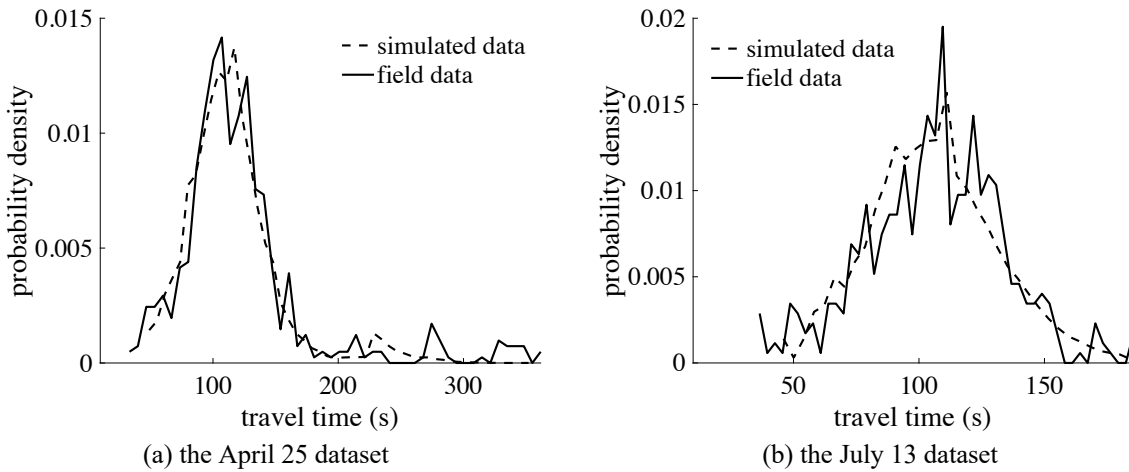 0.015
0.01
0.005
0
probability density
simulated data
field data
100
200
300
travel time (s)
(a) the April 25 dataset
0.02
0.015
0.01
0.005
0
probability density
simulated data
field data
50
100
150
travel time (s)
(b) the July 13 dataset